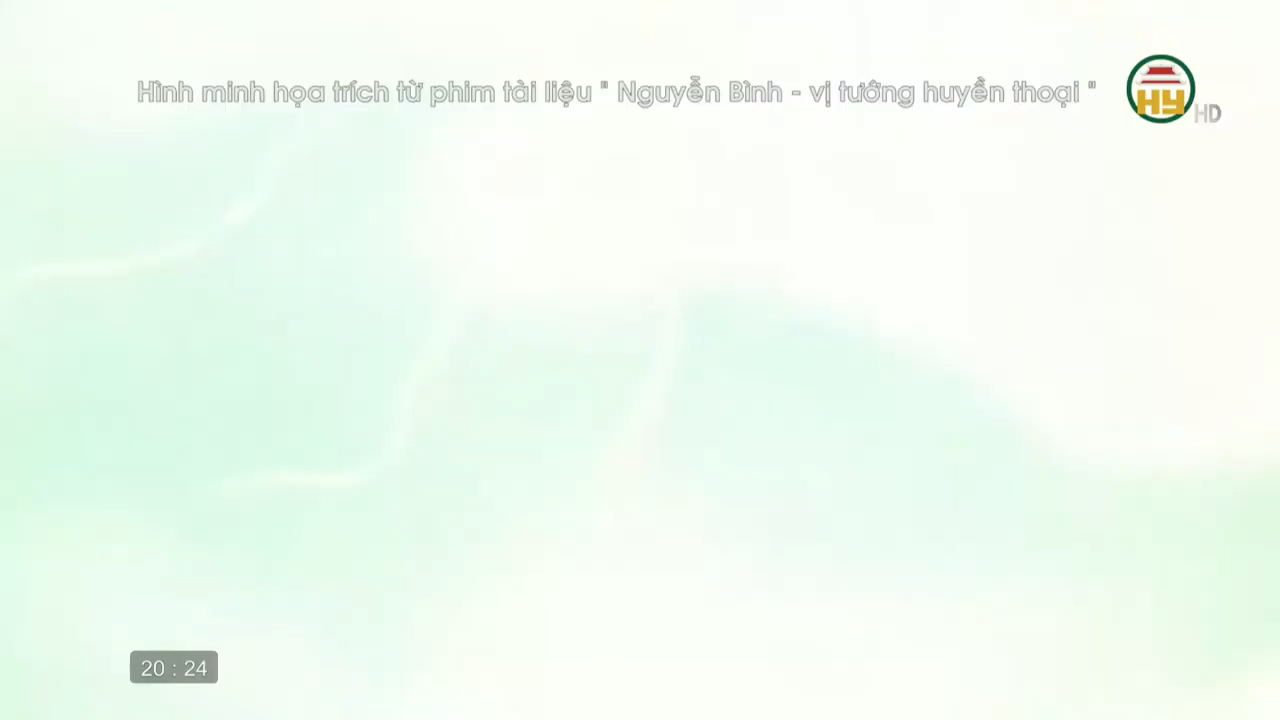 Hình minh họa trích từ phim tài liệu " Nguyễn Bình - vị tướng huyền thoại "
HY
HD
20 : 24